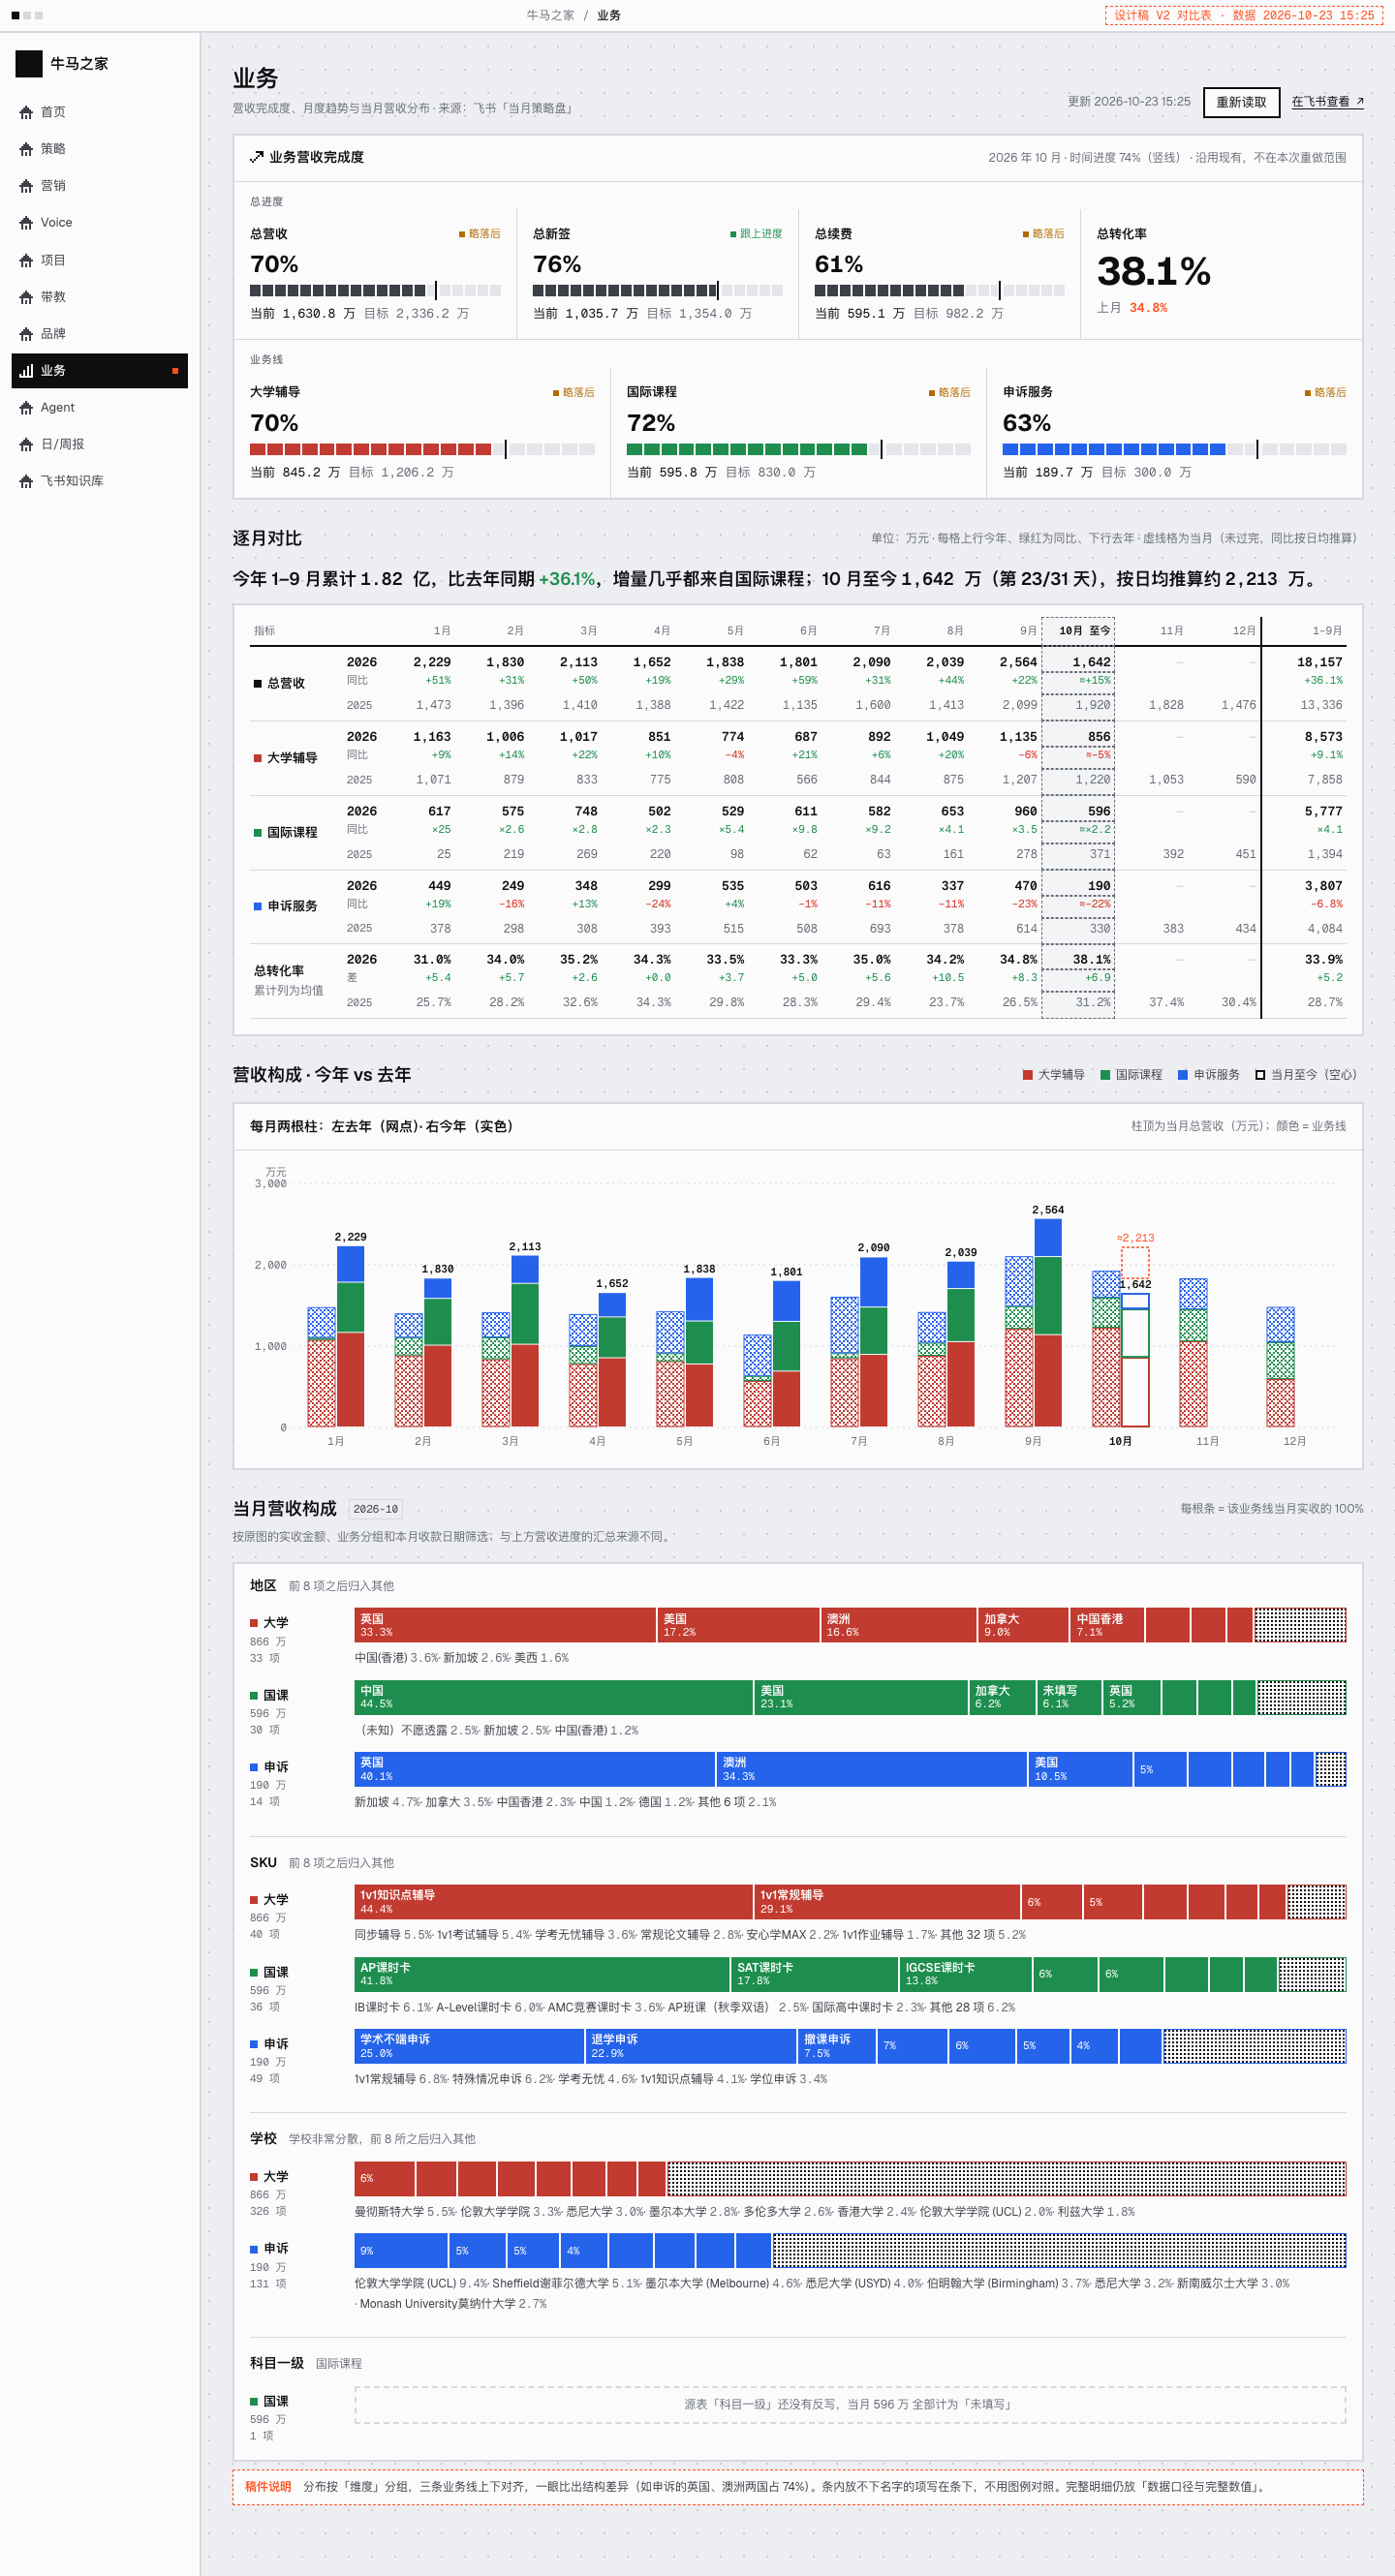 牛马之家 / 业务
设计稿 V2 对比表 · 数据 2026-10-23 15:25
牛马之家
首页
策略
营销
Voice
项目
带教
品牌
业务
Agent
日/周报
飞书知识库
业务
营收完成度、月度趋势与当月营收分布 · 来源：飞书「当月策略盘」
更新 2026-10-23 15:25 重新读取 在飞书查看 ↗
业务营收完成度
2026 年 10 月 · 时间进度 74%（竖线） · 沿用现有，不在本次重做范围
总进度
总营收 略落后
70%
当前 1,630.8 万 目标 2,336.2 万
总新签 跟上进度
76%
当前 1,035.7 万 目标 1,354.0 万
总续费 略落后
61%
当前 595.1 万 目标 982.2 万
总转化率
38.1%
上月 34.8%
业务线
大学辅导 略落后
70%
当前 845.2 万 目标 1,206.2 万
国际课程 略落后
72%
当前 595.8 万 目标 830.0 万
申诉服务 略落后
63%
当前 189.7 万 目标 300.0 万
逐月对比
单位：万元 · 每格上行今年、绿红为同比、下行去年 · 虚线格为当月（未过完，同比按日均推算）
今年 1–9 月累计 1.82 亿，比去年同期 +36.1%，增量几乎都来自国际课程；10 月至今 1,642 万（第 23/31 天），按日均推算约 2,213 万。
指标 1月 2月 3月 4月 5月 6月 7月 8月 9月 10月 至今 11月 12月 1–9月
总营收
2026 2,229 1,830 2,113 1,652 1,838 1,801 2,090 2,039 2,564 1,642 — — 18,157
同比 +51% +31% +50% +19% +29% +59% +31% +44% +22% ≈+15% +36.1%
2025 1,473 1,396 1,410 1,388 1,422 1,135 1,600 1,413 2,099 1,920 1,828 1,476 13,336
大学辅导
2026 1,163 1,006 1,017 851 774 687 892 1,049 1,135 856 — — 8,573
同比 +9% +14% +22% +10% −4% +21% +6% +20% −6% ≈−5% +9.1%
2025 1,071 879 833 775 808 566 844 875 1,207 1,220 1,053 590 7,858
国际课程
2026 617 575 748 502 529 611 582 653 960 596 — — 5,777
同比 ×25 ×2.6 ×2.8 ×2.3 ×5.4 ×9.8 ×9.2 ×4.1 ×3.5 ≈×2.2 ×4.1
2025 25 219 269 220 98 62 63 161 278 371 392 451 1,394
申诉服务
2026 449 249 348 299 535 503 616 337 470 190 — — 3,807
同比 +19% −16% +13% −24% +4% −1% −11% −11% −23% ≈−22% −6.8%
2025 378 298 308 393 515 508 693 378 614 330 383 434 4,084
总转化率
累计列为均值
2026 31.0% 34.0% 35.2% 34.3% 33.5% 33.3% 35.0% 34.2% 34.8% 38.1% — — 33.9%
差 +5.4 +5.7 +2.6 +0.0 +3.7 +5.0 +5.6 +10.5 +8.3 +6.9 +5.2
2025 25.7% 28.2% 32.6% 34.3% 29.8% 28.3% 29.4% 23.7% 26.5% 31.2% 37.4% 30.4% 28.7%
营收构成 · 今年 vs 去年
大学辅导 国际课程 申诉服务 当月至今（空心）
每月两根柱：左去年（网点）· 右今年（实色）
柱顶为当月总营收（万元）；颜色 = 业务线
万元
3,000
2,000
1,000
0
2,229 1,830 2,113 1,652 1,838 1,801 2,090 2,039 2,564 ≈2,213
1,642
1月 2月 3月 4月 5月 6月 7月 8月 9月 10月 11月 12月
当月营收构成 2026-10
每根条 = 该业务线当月实收的 100%
按原图的实收金额、业务分组和本月收款日期筛选；与上方营收进度的汇总来源不同。
地区 前 8 项之后归入其他
大学
866 万
33 项
英国 33.3%
美国 17.2%
澳洲 16.6%
加拿大 9.0%
中国香港 7.1%
中国(香港) 3.6% · 新加坡 2.6% · 美西 1.6%
国课
596 万
30 项
中国 44.5%
美国 23.1%
加拿大 6.2%
未填写 6.1%
英国 5.2%
（未知）不愿透露 2.5% · 新加坡 2.5% · 中国(香港) 1.2%
申诉
190 万
14 项
英国 40.1%
澳洲 34.3%
美国 10.5%
5%
新加坡 4.7% · 加拿大 3.5% · 中国香港 2.3% · 中国 1.2% · 德国 1.2% · 其他 6 项 2.1%
SKU 前 8 项之后归入其他
大学
866 万
40 项
1v1知识点辅导 44.4%
1v1常规辅导 29.1%
6%
5%
同步辅导 5.5% · 1v1考试辅导 5.4% · 学考无忧辅导 3.6% · 常规论文辅导 2.8% · 安心学MAX 2.2% · 1v1作业辅导 1.7% · 其他 32 项 5.2%
国课
596 万
36 项
AP课时卡 41.8%
SAT课时卡 17.8%
IGCSE课时卡 13.8%
6%
6%
IB课时卡 6.1% · A-Level课时卡 6.0% · AMC竞赛课时卡 3.6% · AP班课（秋季双语） 2.5% · 国际高中课时卡 2.3% · 其他 28 项 6.2%
申诉
190 万
49 项
学术不端申诉 25.0%
退学申诉 22.9%
撤课申诉 7.5%
7%
6%
5%
4%
1v1常规辅导 6.8% · 特殊情况申诉 6.2% · 学考无忧 4.6% · 1v1知识点辅导 4.1% · 学位申诉 3.4%
学校 学校非常分散，前 8 所之后归入其他
大学
866 万
326 项
6%
曼彻斯特大学 5.5% · 伦敦大学学院 3.3% · 悉尼大学 3.0% · 墨尔本大学 2.8% · 多伦多大学 2.6% · 香港大学 2.4% · 伦敦大学学院 (UCL) 2.0% · 利兹大学 1.8%
申诉
190 万
131 项
9%
5%
5%
4%
伦敦大学学院 (UCL) 9.4% · Sheffield谢菲尔德大学 5.1% · 墨尔本大学 (Melbourne) 4.6% · 悉尼大学 (USYD) 4.0% · 伯明翰大学 (Birmingham) 3.7% · 悉尼大学 3.2% · 新南威尔士大学 3.0%
· Monash University莫纳什大学 2.7%
科目一级 国际课程
国课
596 万
1 项
源表「科目一级」还没有反写，当月 596 万 全部计为「未填写」
稿件说明 分布按「维度」分组，三条业务线上下对齐，一眼比出结构差异（如申诉的英国、澳洲两国占 74%）。条内放不下名字的项写在条下，不用图例对照。完整明细仍放「数据口径与完整数值」。